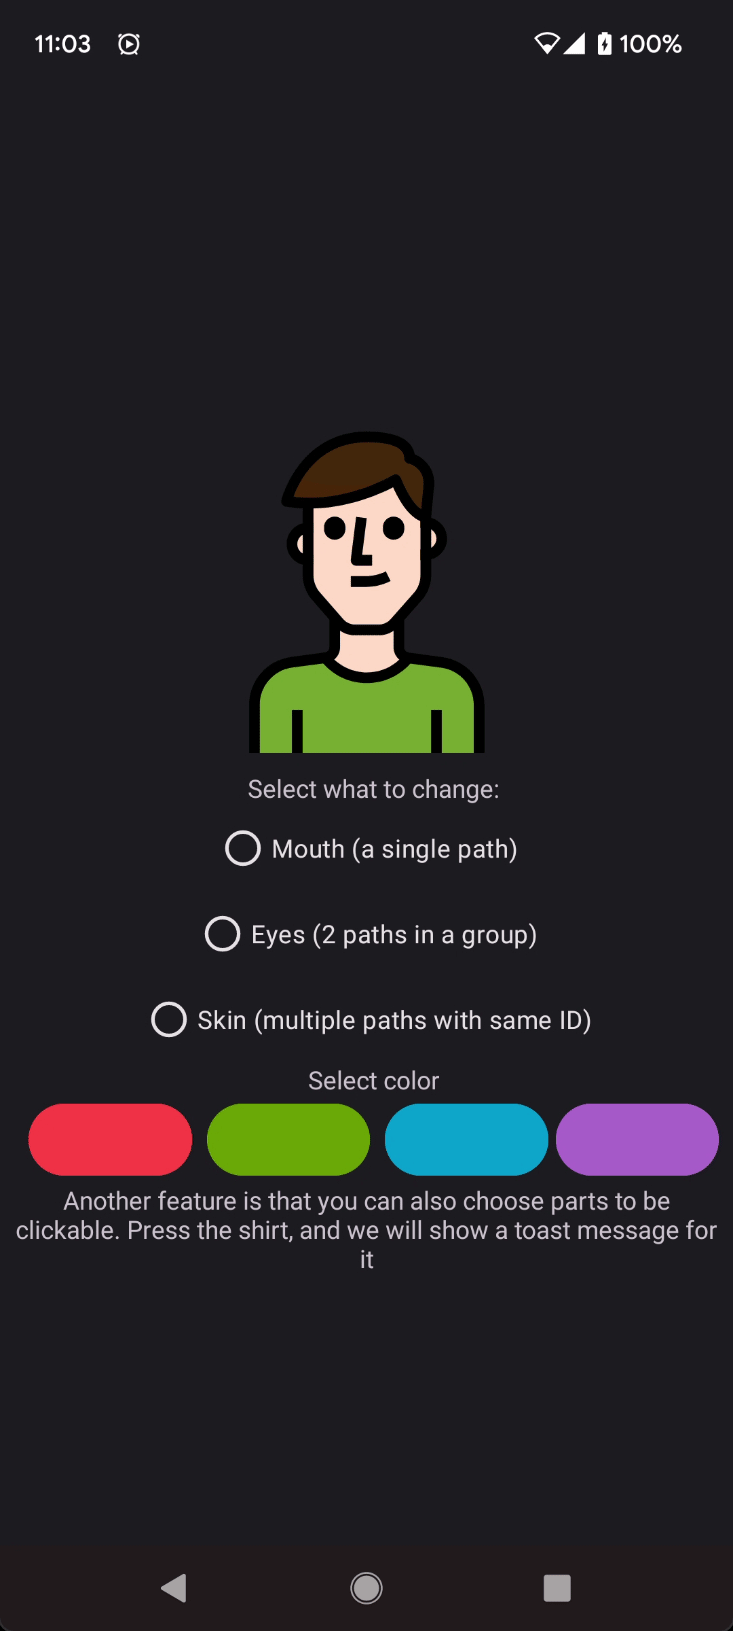 11:03
100%
Select what to change:
Mouth (a single path)
Eyes (2 paths in a group)
Skin (multiple paths with same ID)
Select color
Another feature is that you can also choose parts to be
clickable. Press the shirt, and we will show a toast message for
it